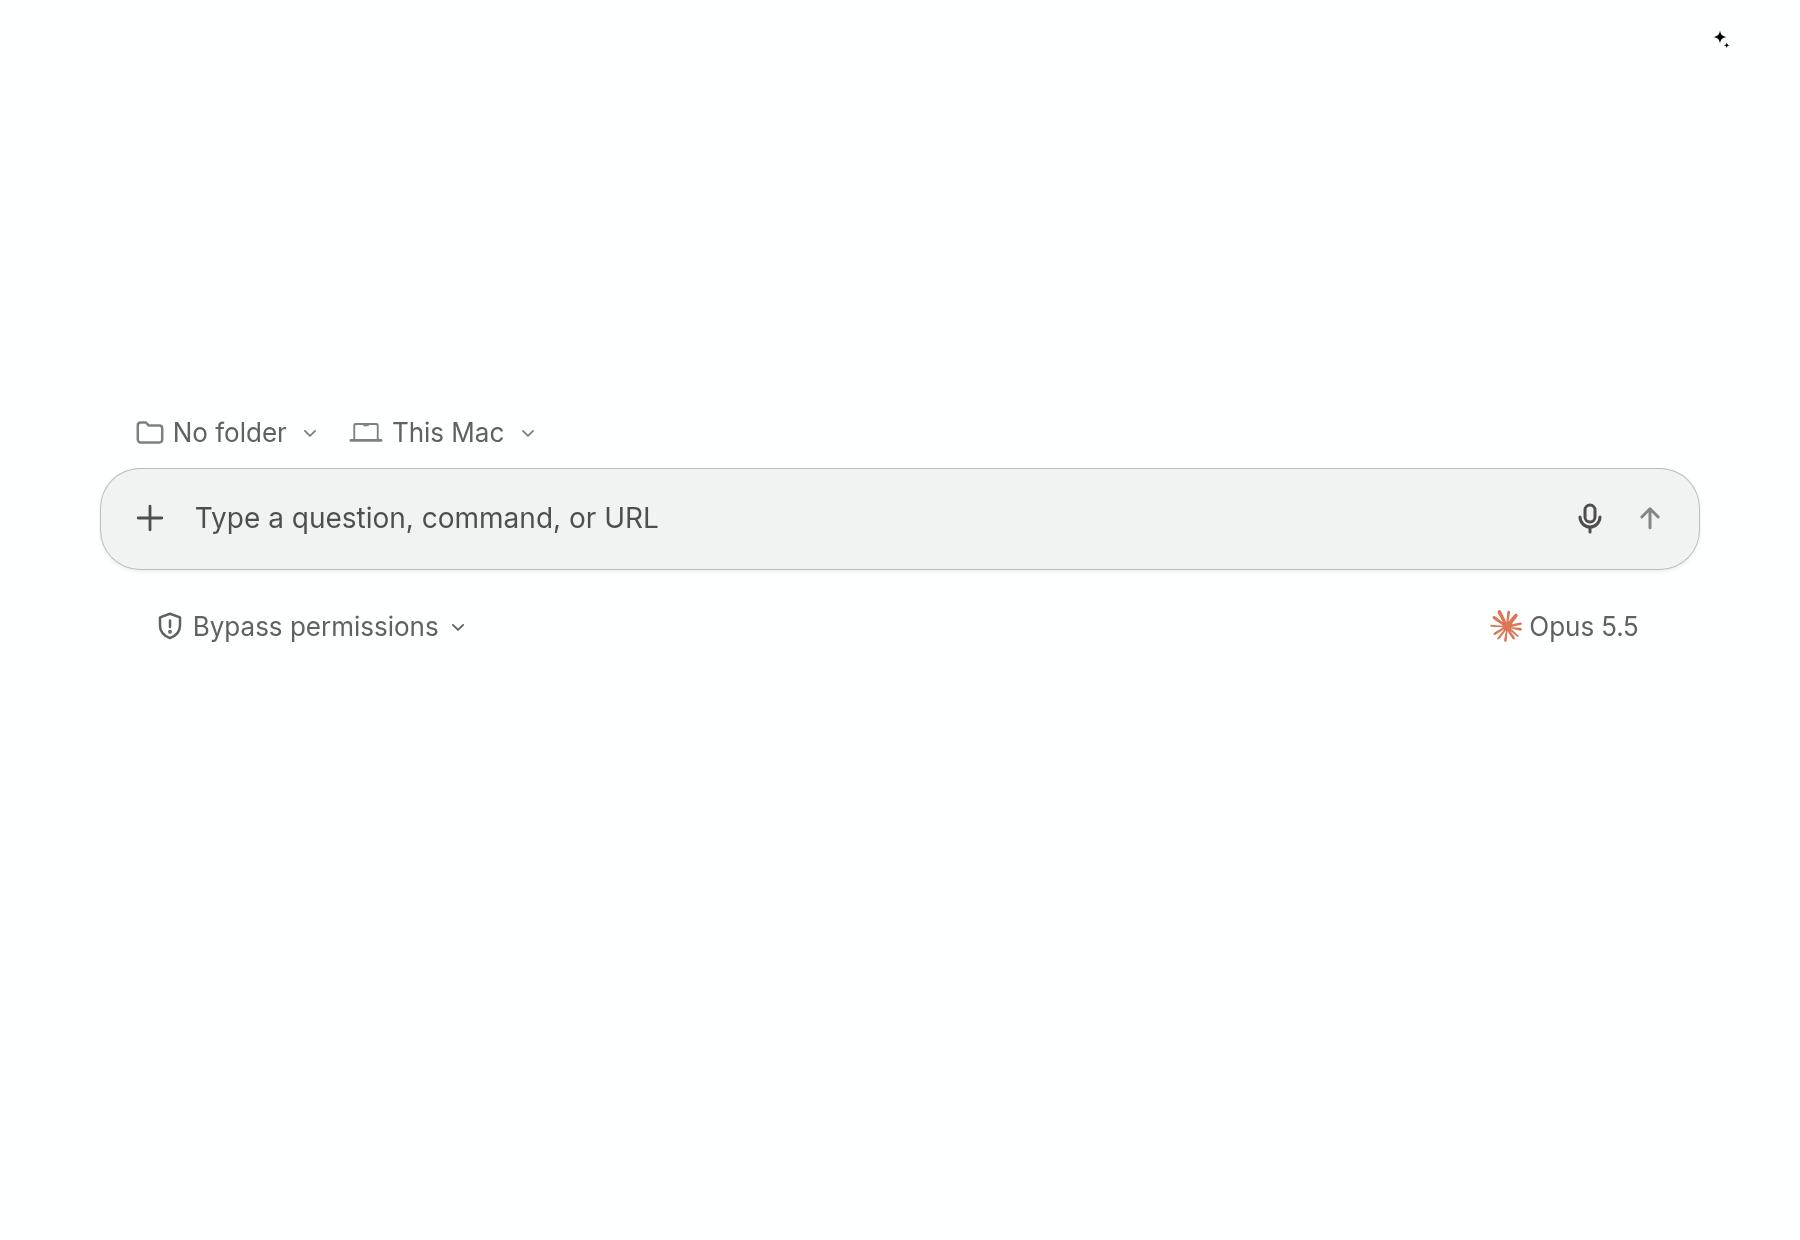 No folder This Mac
Type a question, command, or URL
Bypass permissions Opus 5.5